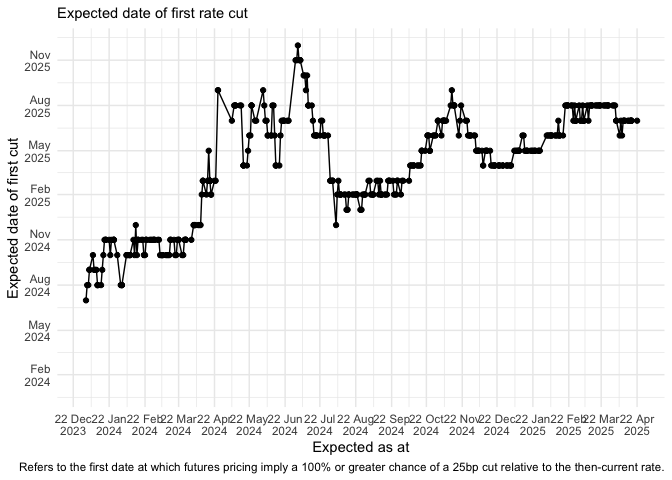 Expected date of first rate cut
Expected date of first cut
Nov
2025
Aug
2025
May
2025
Feb
2025
Nov
2024
Aug
2024
May
2024
Feb
2024
22 Dec 22 Jan 22 Feb 22 Mar 22 Apr 22 May 22 Jun 22 Jul 22 Aug 22 Sep 22 Oct 22 Nov 22 Dec 22 Jan 22 Feb 22 Mar 22 Apr
2023 2024 2024 2024 2024 2024 2024 2024 2024 2024 2024 2024 2024 2025 2025 2025 2025
Expected as at
Refers to the first date at which futures pricing imply a 100% or greater chance of a 25bp cut relative to the then-current rate.